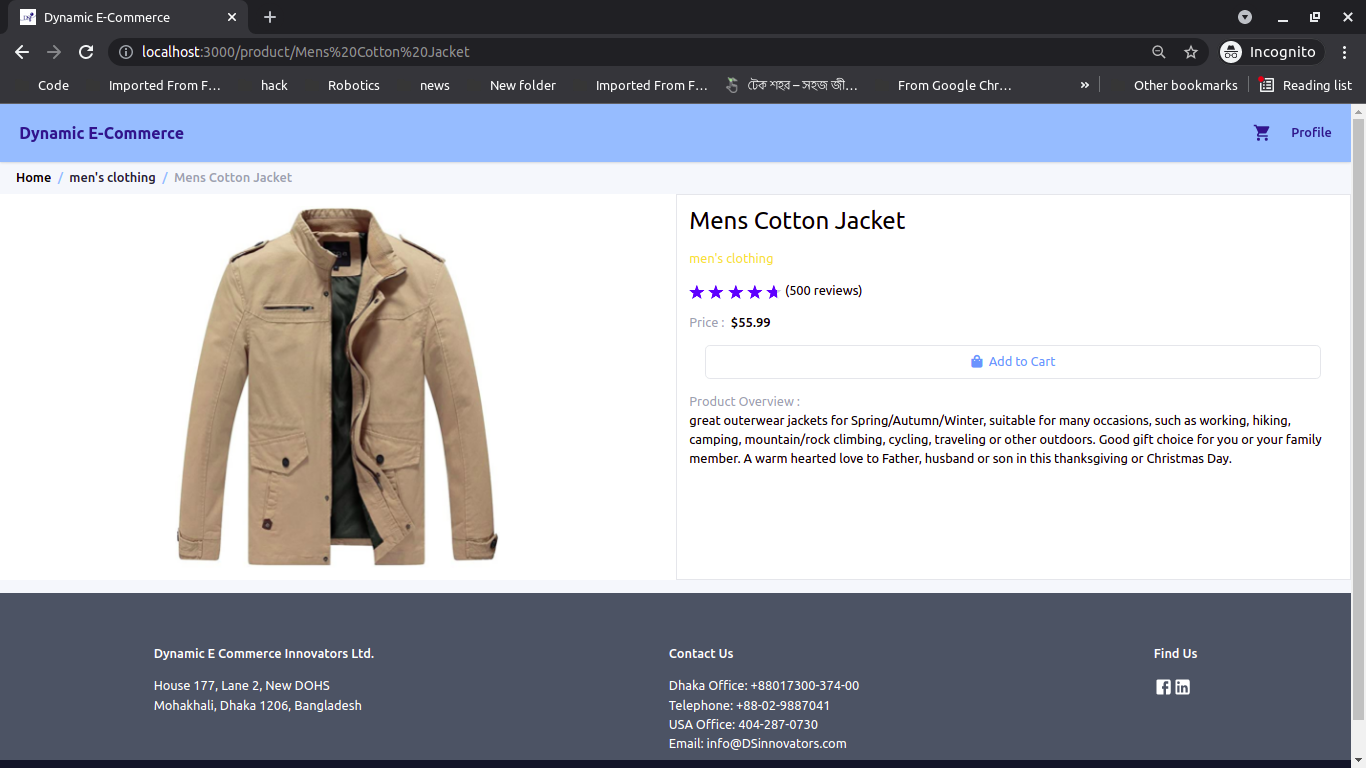 Dynamic E-Commerce
localhost:3000/product/Mens%20Cotton%20Jacket
Incognito
Code
Imported From F...
hack
Robotics
news
New folder
Imported From F...
টেক শহর – সহজ জী...
From Google Chr...
»
Other bookmarks
Reading list
Dynamic E-Commerce
Profile
Home / men's clothing / Mens Cotton Jacket
Mens Cotton Jacket
men's clothing
(500 reviews)
Price : $55.99
Add to Cart
Product Overview :
great outerwear jackets for Spring/Autumn/Winter, suitable for many occasions, such as working, hiking,
camping, mountain/rock climbing, cycling, traveling or other outdoors. Good gift choice for you or your family
member. A warm hearted love to Father, husband or son in this thanksgiving or Christmas Day.
Dynamic E Commerce Innovators Ltd.
House 177, Lane 2, New DOHS
Mohakhali, Dhaka 1206, Bangladesh
Contact Us
Dhaka Office: +88017300-374-00
Telephone: +88-02-9887041
USA Office: 404-287-0730
Email: info@DSinnovators.com
Find Us